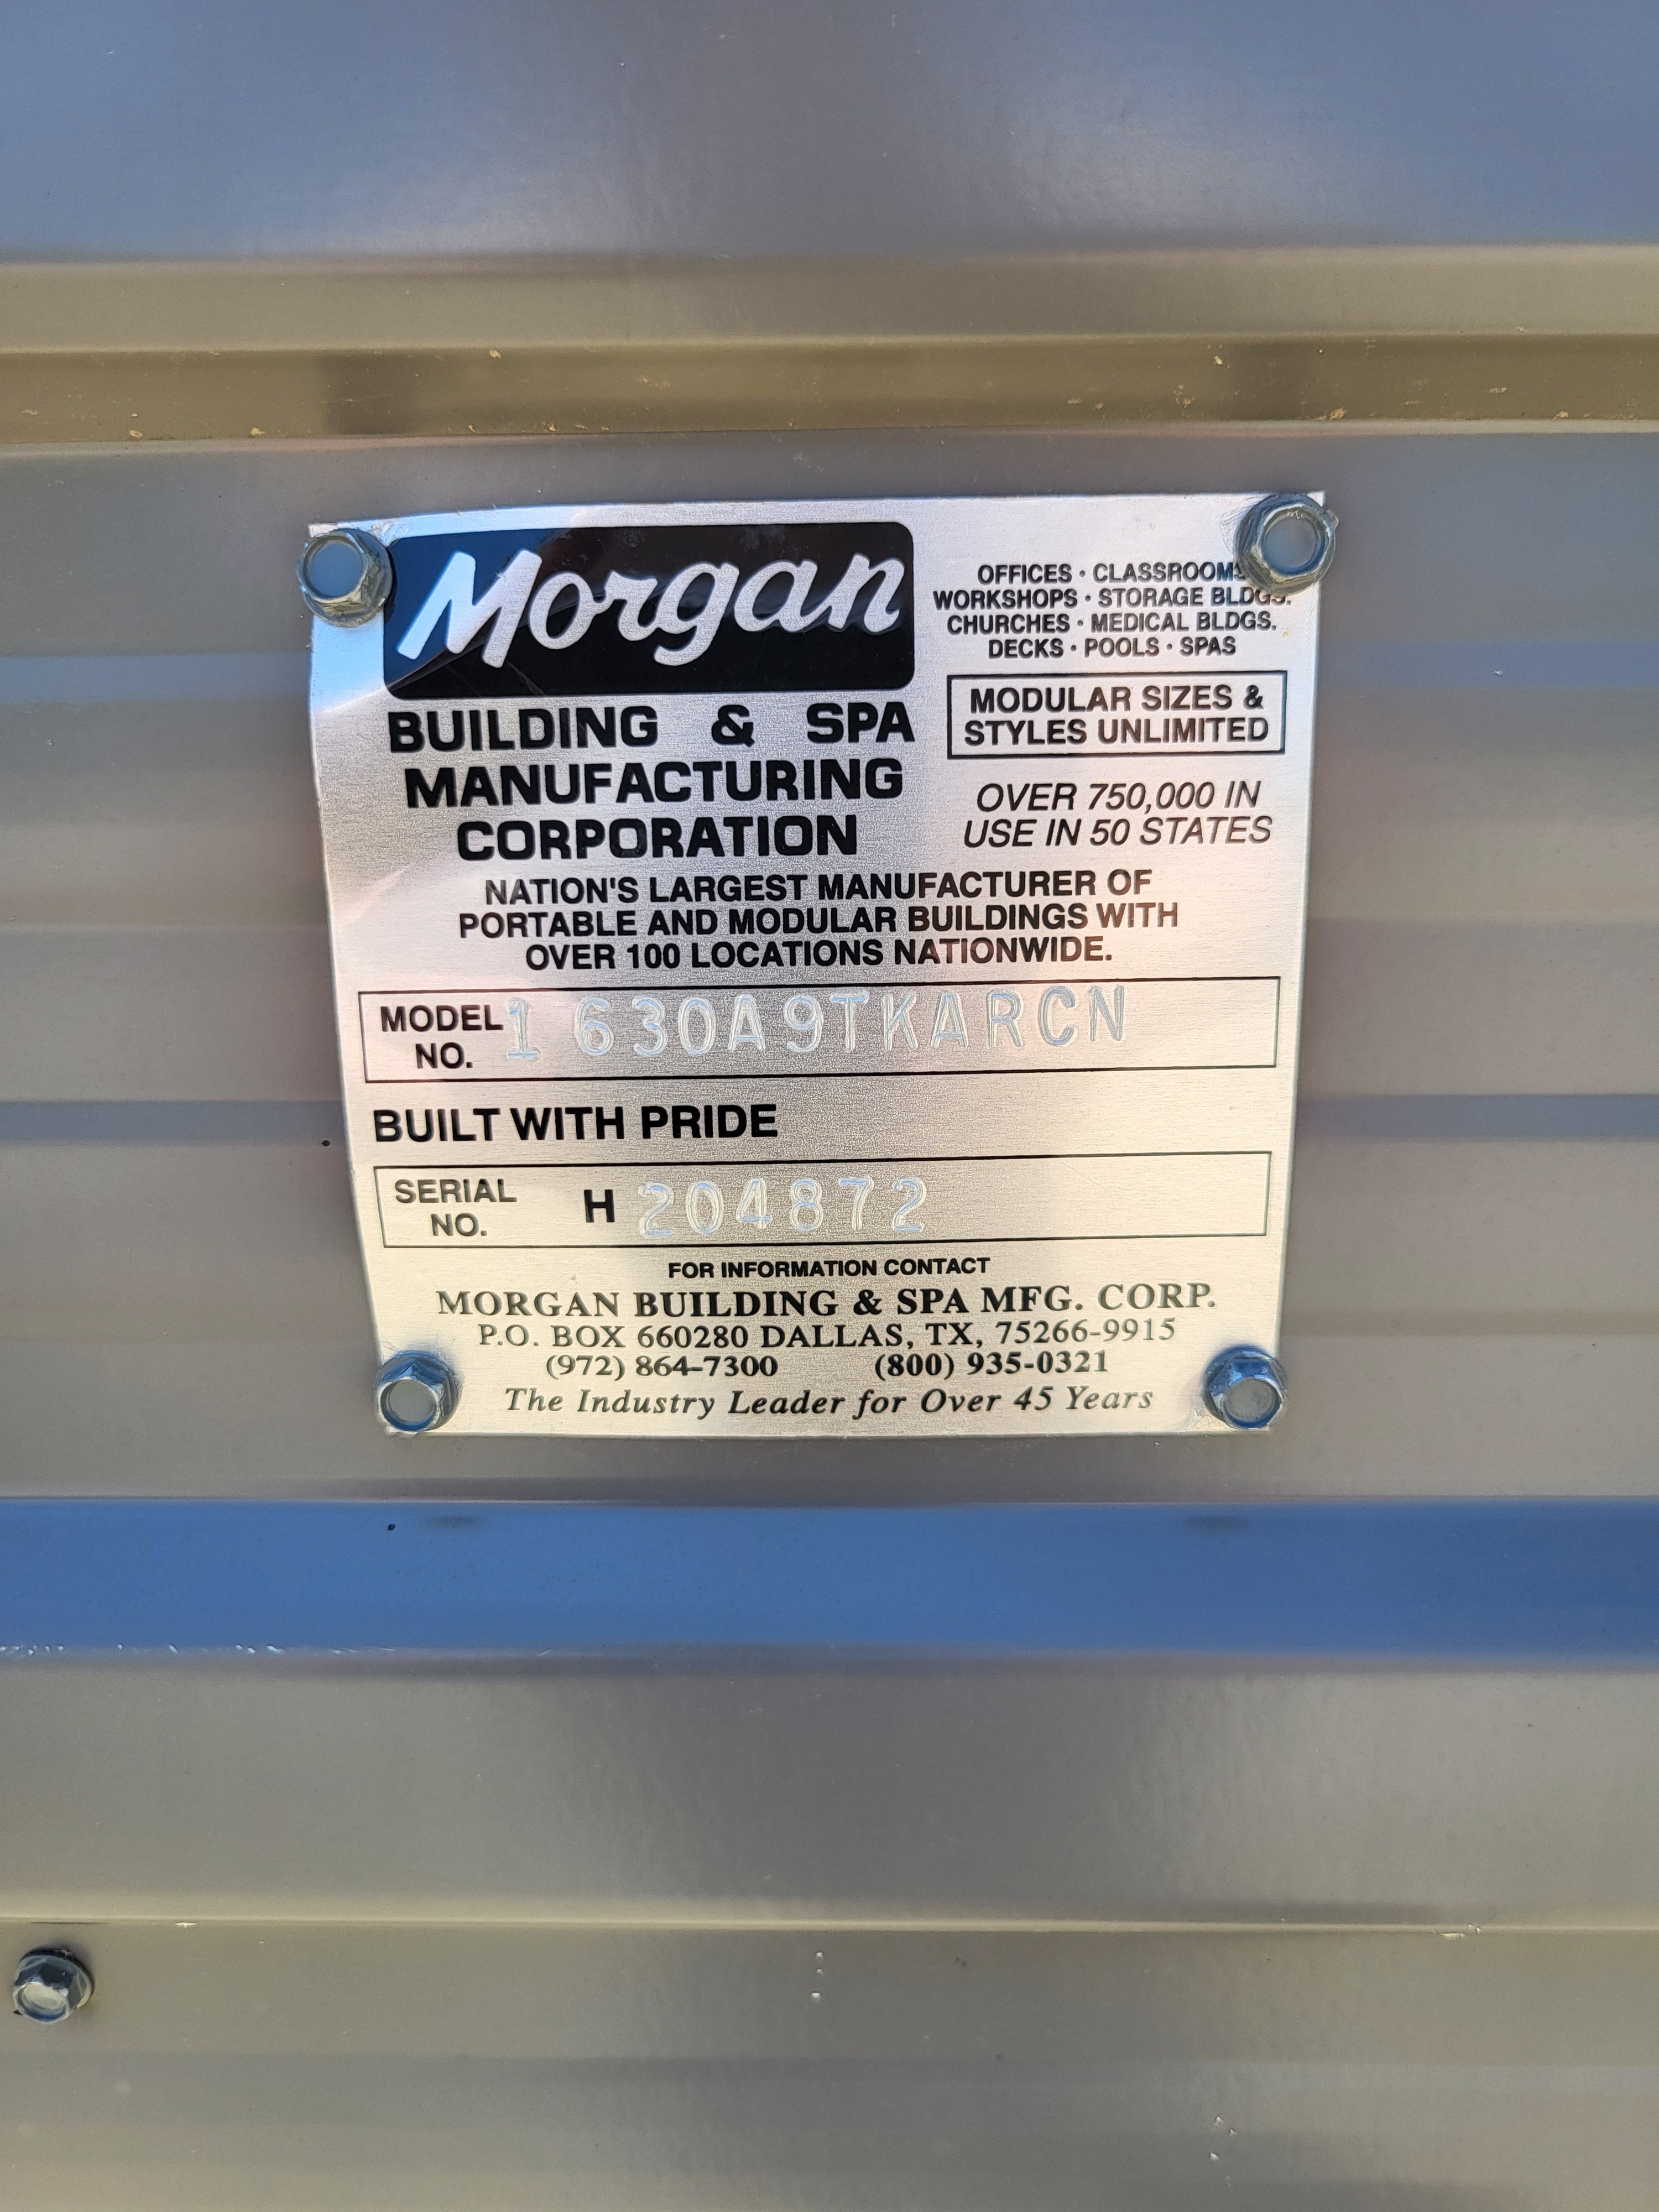 Morgan
BUILDING & SPA
MANUFACTURING
CORPORATION
OFFICES • CLASSROOMS
WORKSHOPS • STORAGE BLDGS.
CHURCHES • MEDICAL BLDGS.
DECKS • POOLS • SPAS
MODULAR SIZES &
STYLES UNLIMITED
OVER 750,000 IN
USE IN 50 STATES
NATION'S LARGEST MANUFACTURER OF
PORTABLE AND MODULAR BUILDINGS WITH
OVER 100 LOCATIONS NATIONWIDE.
MODEL NO. 1630A9TKARCN
BUILT WITH PRIDE
SERIAL NO. H 204872
FOR INFORMATION CONTACT
MORGAN BUILDING & SPA MFG. CORP.
P.O. BOX 660280 DALLAS, TX, 75266-9915
(972) 864-7300 (800) 935-0321
The Industry Leader for Over 45 Years